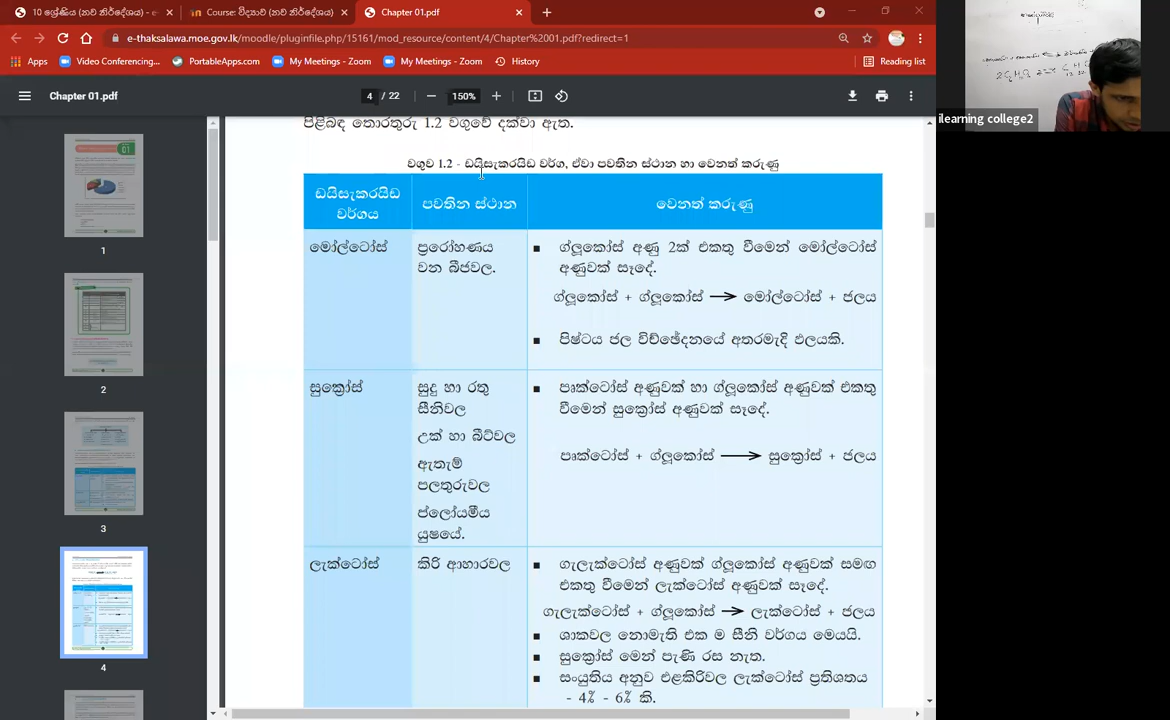 10 ශ්‍රේණිය (නව නිර්දේශය) - e-
Course: විද්‍යාව (නව නිර්දේශය)
Chapter 01.pdf
e-thaksalawa.moe.gov.lk/moodle/pluginfile.php/15161/mod_resource/content/4/Chapter%2001.pdf?redirect=1
Apps
Video Conferencing...
PortableApps.com
My Meetings - Zoom
My Meetings - Zoom
History
Reading list
Chapter 01.pdf
4 / 22
150%
1
2
3
4
පිළිබඳ තොරතුරු 1.2 වගුවේ දක්වා ඇත.
වගුව 1.2 - ඩයිසැකරයිඩ වර්ග, ඒවා පවතින ස්ථාන හා වෙනත් කරුණු
ඩයිසැකරයිඩ
වර්ගය
පවතින ස්ථාන
වෙනත් කරුණු
මෝල්ටෝස්
ප්‍රරෝහණය
වන බීජවල.
▪ ග්ලූකෝස් අණු 2ක් එකතු වීමෙන් මෝල්ටෝස්
අණුවක් සෑදේ.
ග්ලූකෝස් + ග්ලූකෝස් → මෝල්ටෝස් + ජලය
▪ පිෂ්ටය ජල විච්ඡේදනයේ අතරමැදි ඵලයකි.
සුක්‍රෝස්
සුදු හා රතු
සීනිවල
උක් හා බීට්වල
ඇතැම්
පලතුරුවල
ප්ලෝයමීය
යුෂයේ.
▪ පෘක්ටෝස් අණුවක් හා ග්ලූකෝස් අණුවක් එකතු
වීමෙන් සුක්‍රෝස් අණුවක් සෑදේ.
පෘක්ටෝස් + ග්ලූකෝස් → සුක්‍රෝස් + ජලය
ලැක්ටෝස්
කිරි ආහාරවල
▪ ගැලැක්ටෝස් අණුවක් ග්ලූකෝස් අණුවක් සමඟ
එකතු වීමෙන් ලැක්ටෝස් අණුවක් සෑදේ.
ගැලැක්ටෝස් + ග්ලූකෝස් → ලැක්ටෝස් + ජලය
▪ ශාකවල නොමැති එක ම සීනි වර්ගය මෙයයි.
▪ සුක්‍රෝස් මෙන් පැණි රස නැත.
▪ සංයුතිය අනුව එළකිරිවල ලැක්ටෝස් ප්‍රතිශතය
- 4% - 6% කි.
ilearning college2